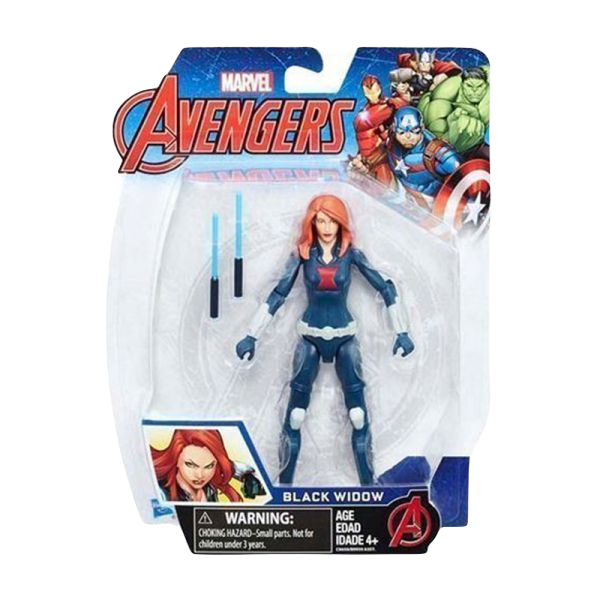 MARVEL
AVENGERS
BLACK WIDOW
WARNING:
CHOKING HAZARD–Small parts. Not for
children under 3 years.
AGE
EDAD
IDADE 4+